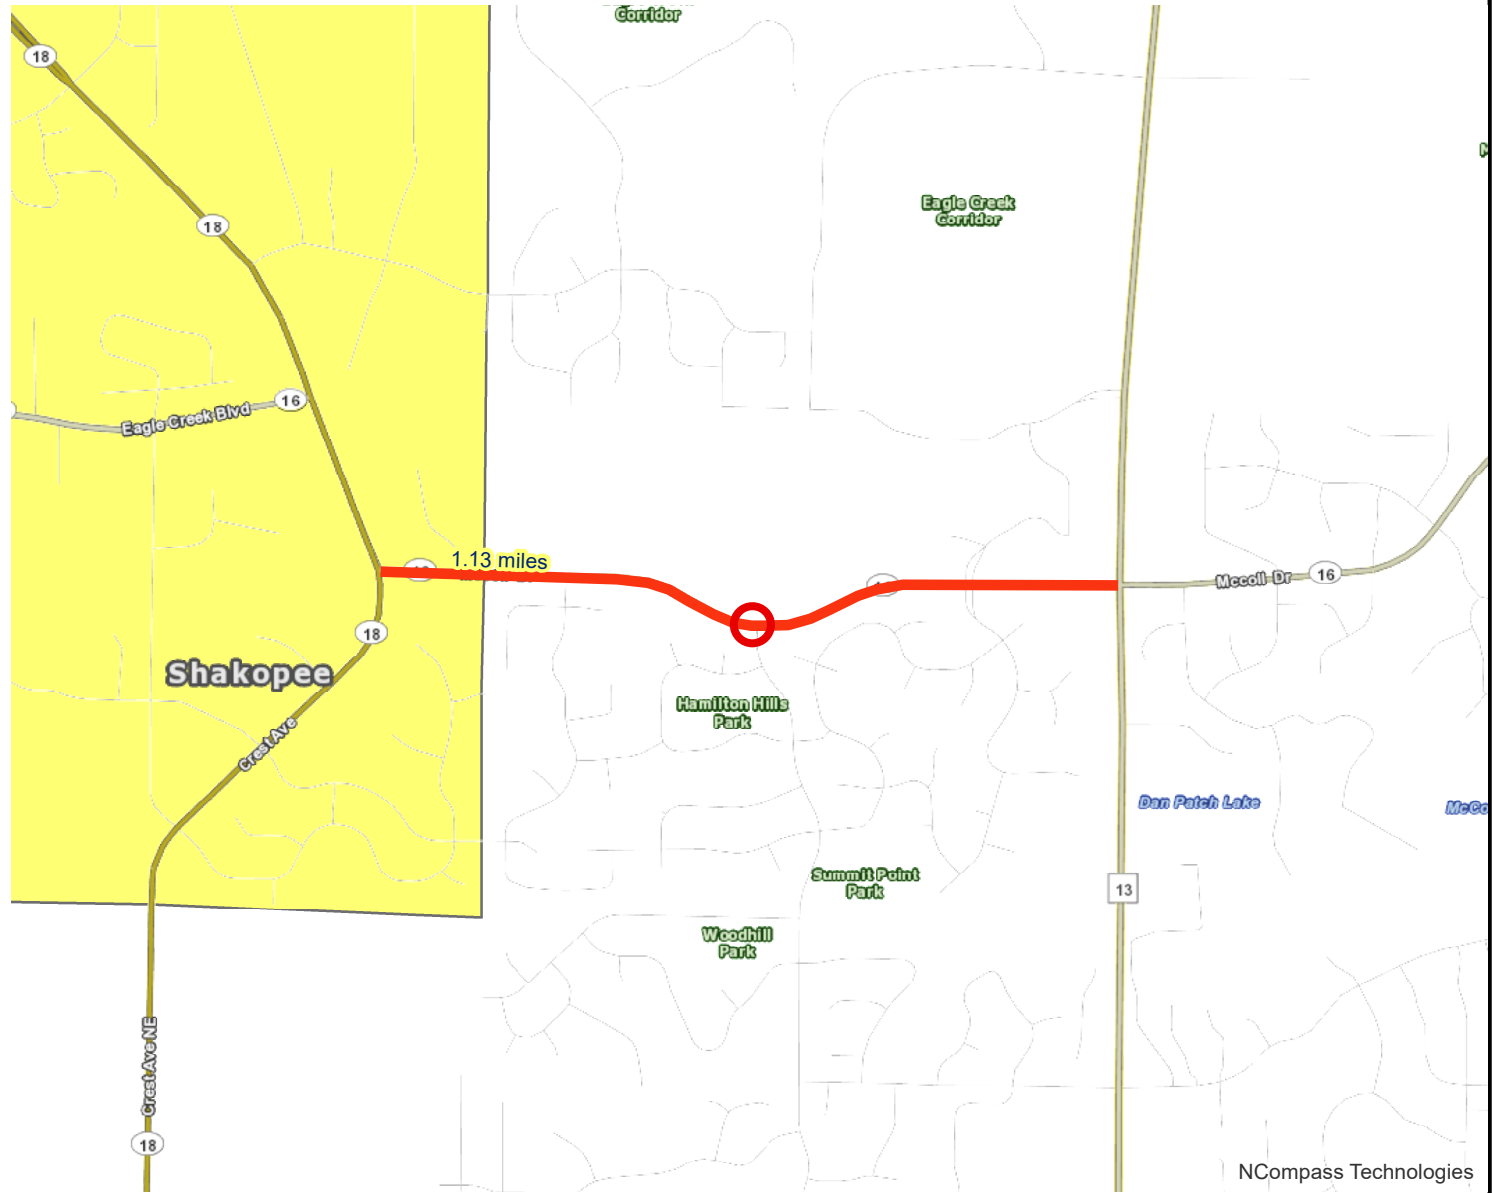 Corridor
18
18
Eagle Creek
Corridor
16
Eagle Creek Blvd
1.13 miles
Mccoll Dr
16
18
Shakopee
Hamilton Hills
Park
Crest Ave
Dan Patch Lake
McCo
Summit Point
Park
13
Woodhill
Park
Crest Ave NE
18
NCompass Technologies